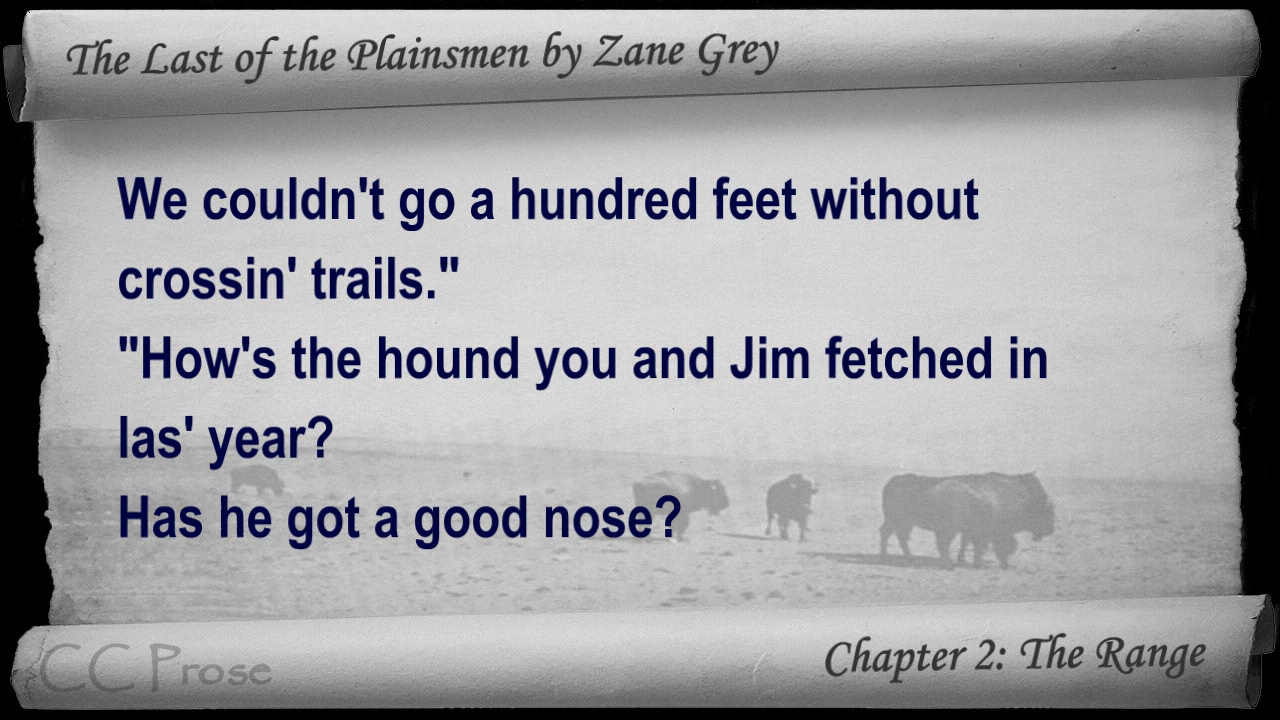 The Last of the Plainsmen by Zane Grey
We couldn't go a hundred feet without
crossin' trails."
"How's the hound you and Jim fetched in
las' year?
Has he got a good nose?
CC Prose
Chapter 2: The Range